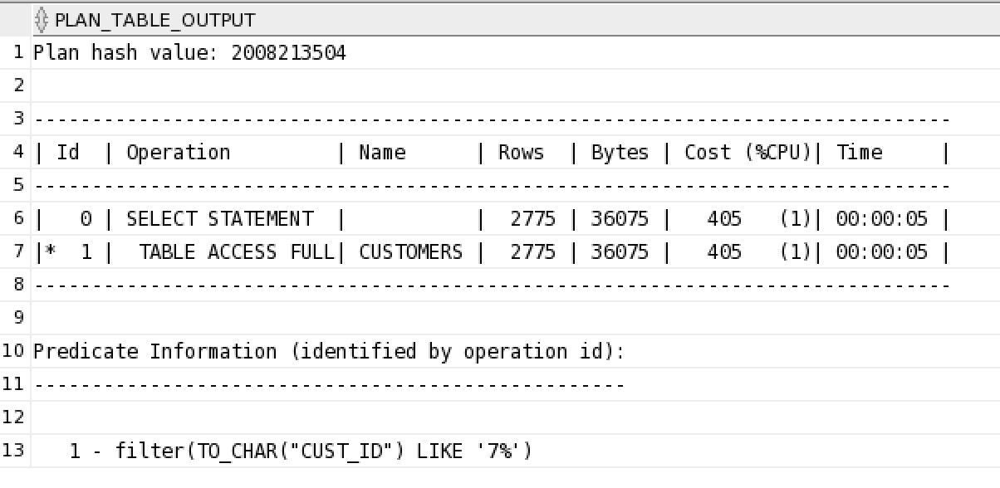 PLAN_TABLE_OUTPUT
1 Plan hash value: 2008213504
2
3 -------------------------------------------------------------------------------
4 | Id  | Operation         | Name      | Rows  | Bytes | Cost (%CPU)| Time     |
5 -------------------------------------------------------------------------------
6 |   0 | SELECT STATEMENT  |           |  2775 | 36075 |   405   (1)| 00:00:05 |
7 |*  1 |  TABLE ACCESS FULL| CUSTOMERS |  2775 | 36075 |   405   (1)| 00:00:05 |
8 -------------------------------------------------------------------------------
9
10 Predicate Information (identified by operation id):
11 ---------------------------------------------------
12
13    1 - filter(TO_CHAR("CUST_ID") LIKE '7%')